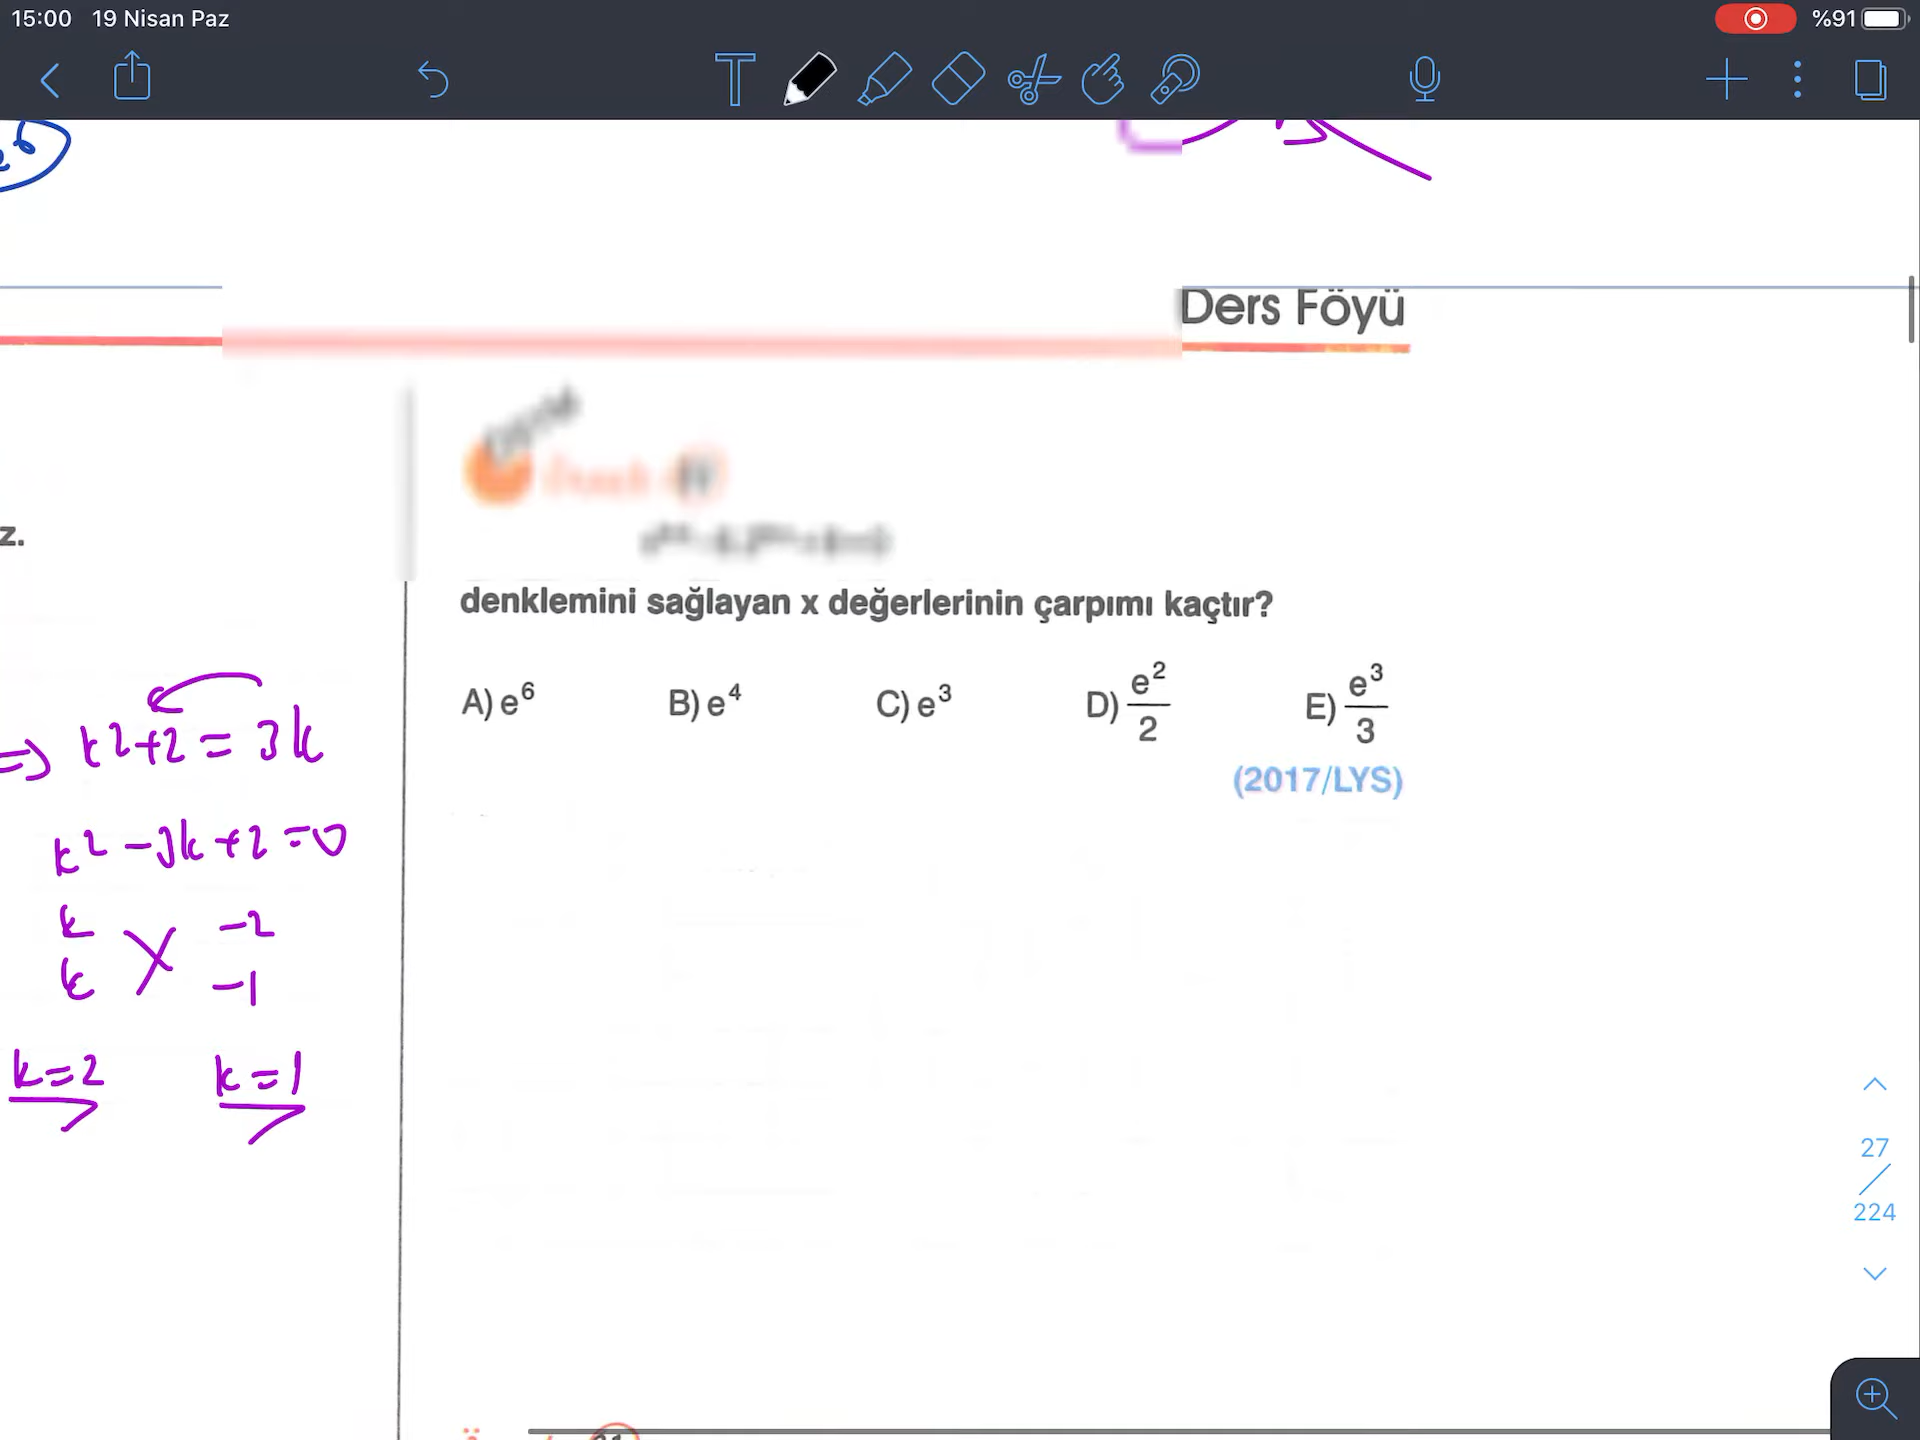 15:00 19 Nisan Paz %91
Ders Föyü
z.
denklemini sağlayan x değerlerinin çarpımı kaçtır?
A) e⁶ B) e⁴ C) e³ D) e²/2 E) e³/3
(2017/LYS)
=> k²+2 = 3k
k² -3k +2 =0
k -2
k -1
k=2 k=1
27
/
224